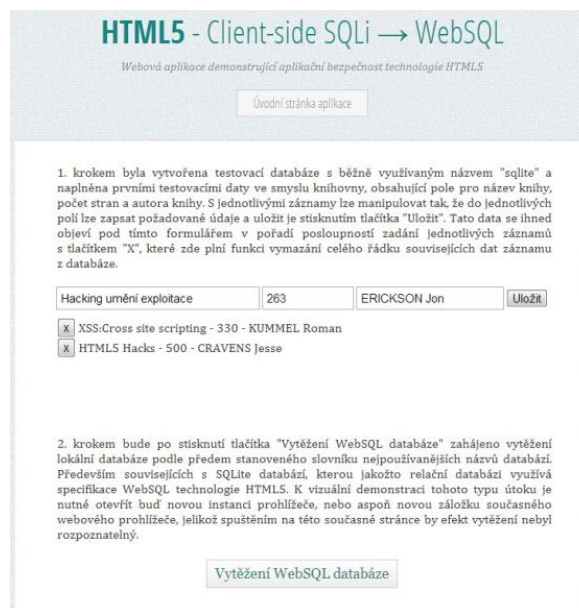 HTML5 - Client-side SQLi → WebSQL
Webová aplikace demonstrující aplikační bezpečnost technologie HTML5
Úvodní stránka aplikace
1. krokem byla vytvořena testovací databáze s běžně využívaným názvem "sqlite" a
naplněna prvními testovacími daty ve smyslu knihovny, obsahující pole pro název knihy,
počet stran a autora knihy. S jednotlivými záznamy lze manipulovat tak, že do jednotlivých
polí lze zapsat požadované údaje a uložit je stisknutím tlačítka "Uložit". Tato data se ihned
objeví pod tímto formulářem v pořadí posloupností zadání jednotlivých záznamů
s tlačítkem "X", které zde plní funkci vymazání celého řádku souvisejících dat záznamu
z databáze.
Hacking umění exploitace 263 ERICKSON Jon Uložit
X XSS:Cross site scripting - 330 - KUMMEL Roman
X HTML5 Hacks - 500 - CRAVENS Jesse
2. krokem bude po stisknutí tlačítka "Vytěžení WebSQL databáze" zahájeno vytěžení
lokální databáze podle předem stanoveného slovníku nejpoužívanějších názvů databází.
Především souvisejících s SQLite databází, kterou jakožto relační databázi využívá
specifikace WebSQL technologie HTML5. K vizuální demonstraci tohoto typu útoku je
nutné otevřít buď novou instanci prohlížeče, nebo aspoň novou záložku současného
webového prohlížeče, jelikož spuštěním na této současné stránce by efekt vytěžení nebyl
rozpoznatelný.
Vytěžení WebSQL databáze